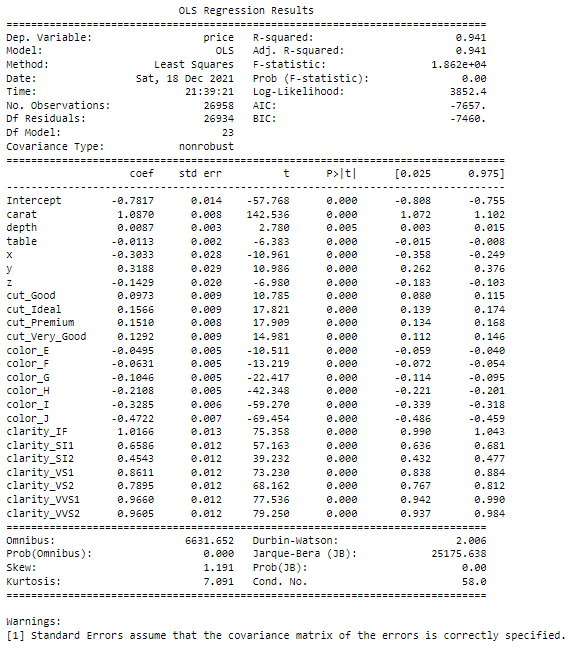 OLS Regression Results
==============================================================================
Dep. Variable: price R-squared: 0.941
Model: OLS Adj. R-squared: 0.941
Method: Least Squares F-statistic: 1.862e+04
Date: Sat, 18 Dec 2021 Prob (F-statistic): 0.00
Time: 21:39:21 Log-Likelihood: 3852.4
No. Observations: 26958 AIC: -7657.
Df Residuals: 26934 BIC: -7460.
Df Model: 23
Covariance Type: nonrobust
===================================================================================
coef std err t P>|t| [0.025 0.975]
-----------------------------------------------------------------------------------
Intercept -0.7817 0.014 -57.768 0.000 -0.808 -0.755
carat 1.0870 0.008 142.536 0.000 1.072 1.102
depth 0.0087 0.003 2.780 0.005 0.003 0.015
table -0.0113 0.002 -6.383 0.000 -0.015 -0.008
x -0.3033 0.028 -10.961 0.000 -0.358 -0.249
y 0.3188 0.029 10.986 0.000 0.262 0.376
z -0.1429 0.020 -6.980 0.000 -0.183 -0.103
cut_Good 0.0973 0.009 10.785 0.000 0.080 0.115
cut_Ideal 0.1566 0.009 17.821 0.000 0.139 0.174
cut_Premium 0.1510 0.008 17.909 0.000 0.134 0.168
cut_Very_Good 0.1292 0.009 14.981 0.000 0.112 0.146
color_E -0.0495 0.005 -10.511 0.000 -0.059 -0.040
color_F -0.0631 0.005 -13.219 0.000 -0.072 -0.054
color_G -0.1046 0.005 -22.417 0.000 -0.114 -0.095
color_H -0.2108 0.005 -42.348 0.000 -0.221 -0.201
color_I -0.3285 0.006 -59.270 0.000 -0.339 -0.318
color_J -0.4722 0.007 -69.454 0.000 -0.486 -0.459
clarity_IF 1.0166 0.013 75.358 0.000 0.990 1.043
clarity_SI1 0.6586 0.012 57.163 0.000 0.636 0.681
clarity_SI2 0.4543 0.012 39.232 0.000 0.432 0.477
clarity_VS1 0.8611 0.012 73.230 0.000 0.838 0.884
clarity_VS2 0.7895 0.012 68.162 0.000 0.767 0.812
clarity_VVS1 0.9660 0.012 77.536 0.000 0.942 0.990
clarity_VVS2 0.9605 0.012 79.250 0.000 0.937 0.984
==============================================================================
Omnibus: 6631.652 Durbin-Watson: 2.006
Prob(Omnibus): 0.000 Jarque-Bera (JB): 25175.638
Skew: 1.191 Prob(JB): 0.00
Kurtosis: 7.091 Cond. No. 58.0
==============================================================================
Warnings:
[1] Standard Errors assume that the covariance matrix of the errors is correctly specified.